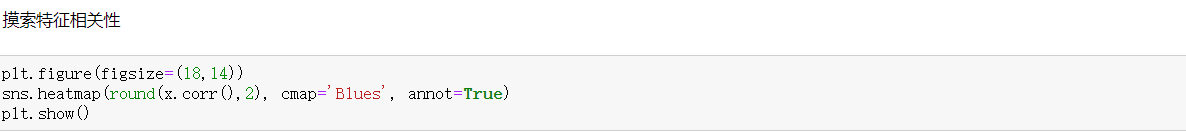 摸索特征相关性
plt.figure(figsize=(18,14))
sns.heatmap(round(x.corr(),2), cmap='Blues', annot=True)
plt.show()